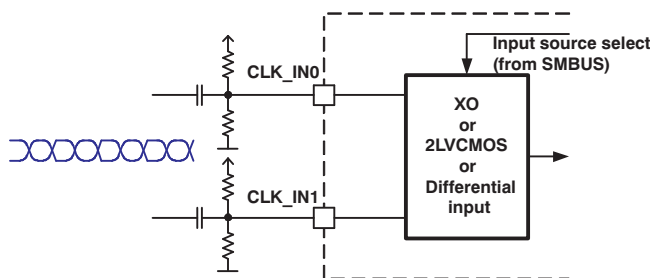 Input source select
(from SMBUS)
CLK_IN0
XO
or
2LVCMOS
or
Differential
input
CLK_IN1